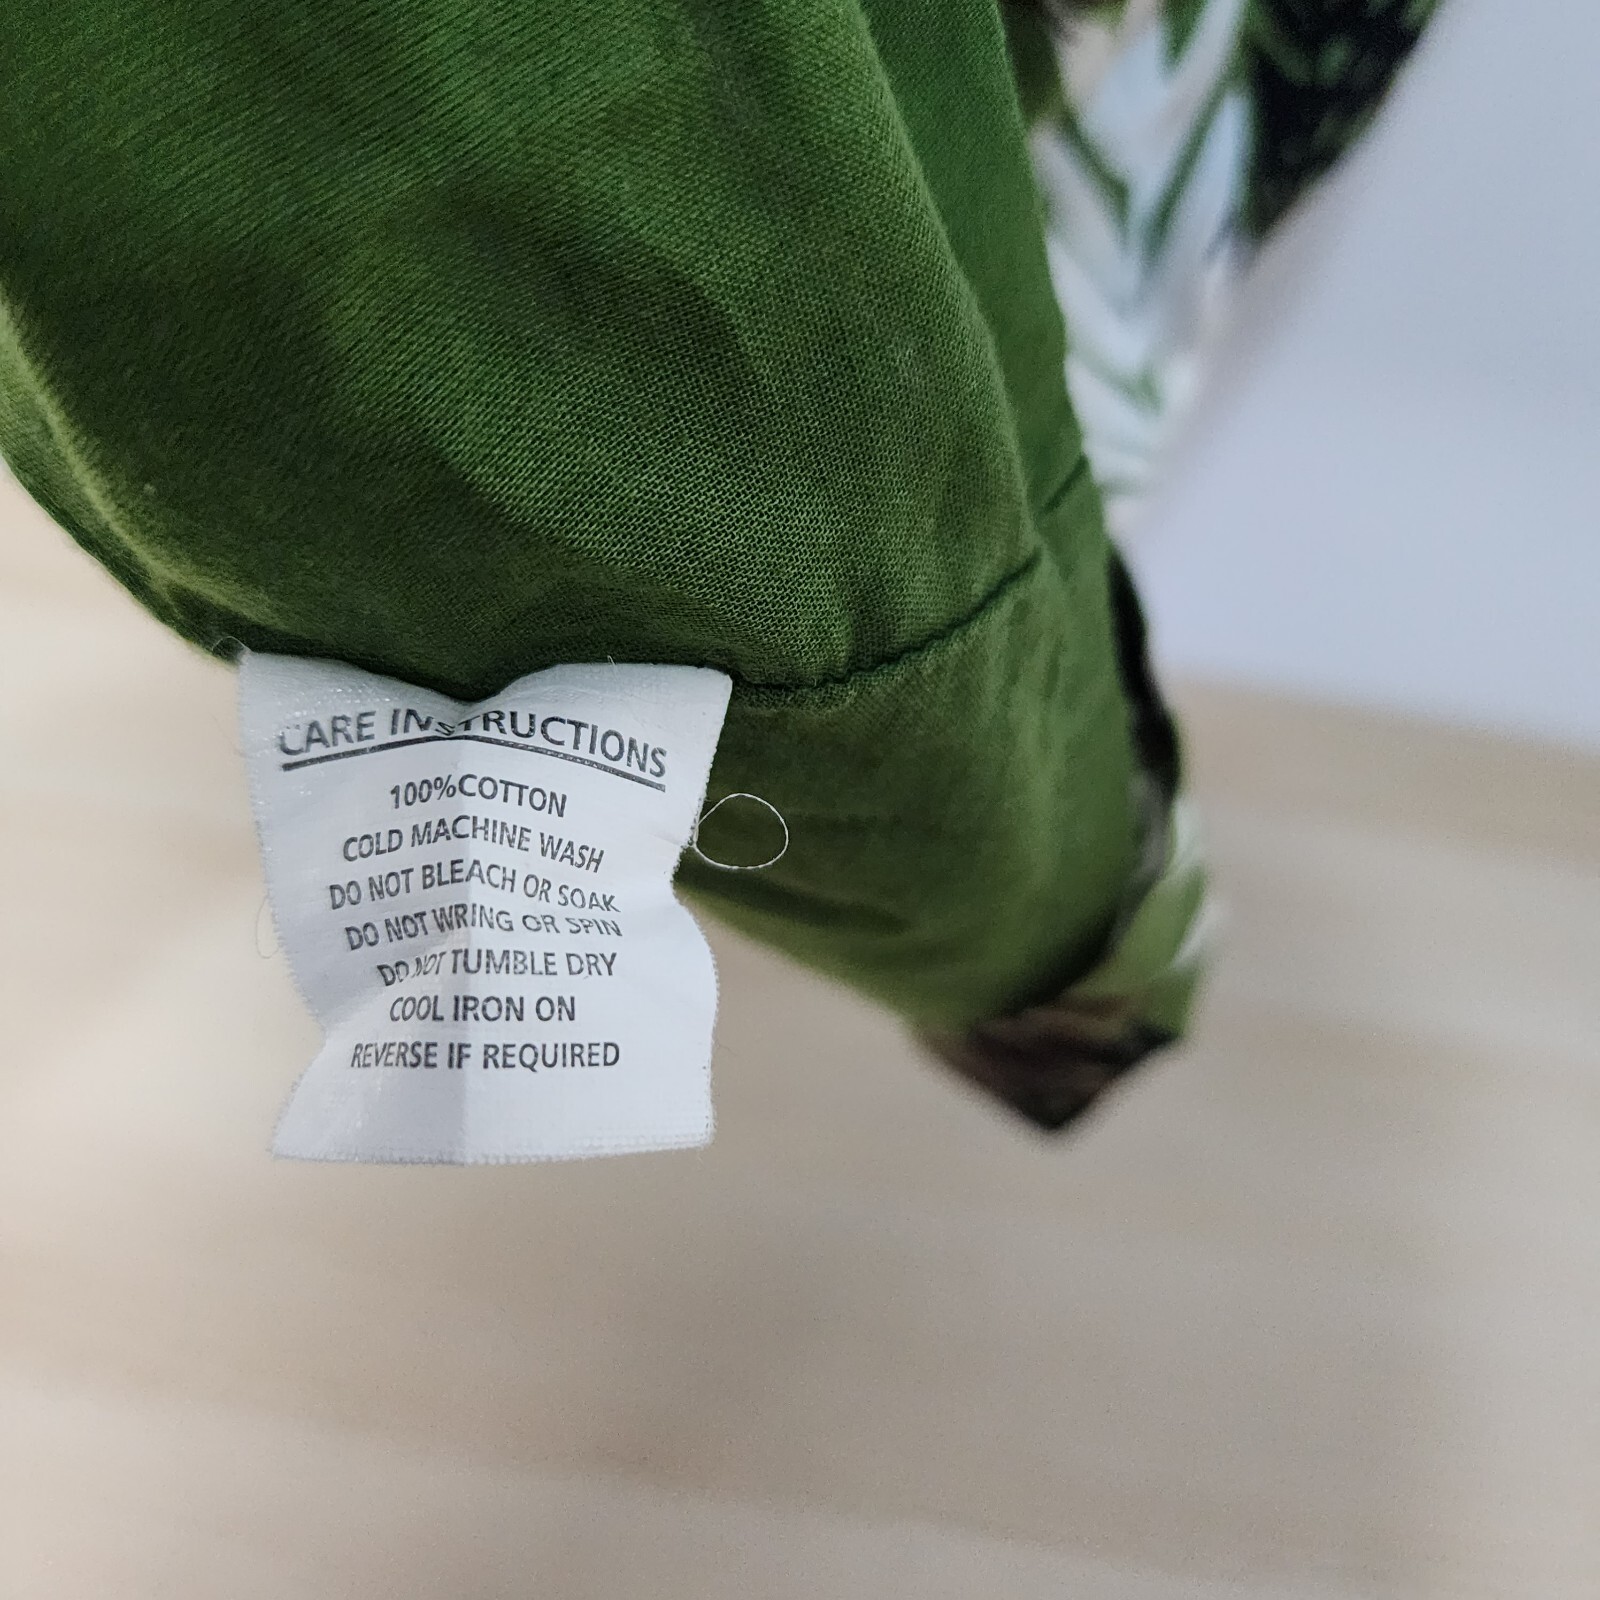 CARE INSTRUCTIONS
100%COTTON
COLD MACHINE WASH
DO NOT BLEACH OR SOAK
DO NOT WRING OR SPIN
DO NOT TUMBLE DRY
COOL IRON ON
REVERSE IF REQUIRED